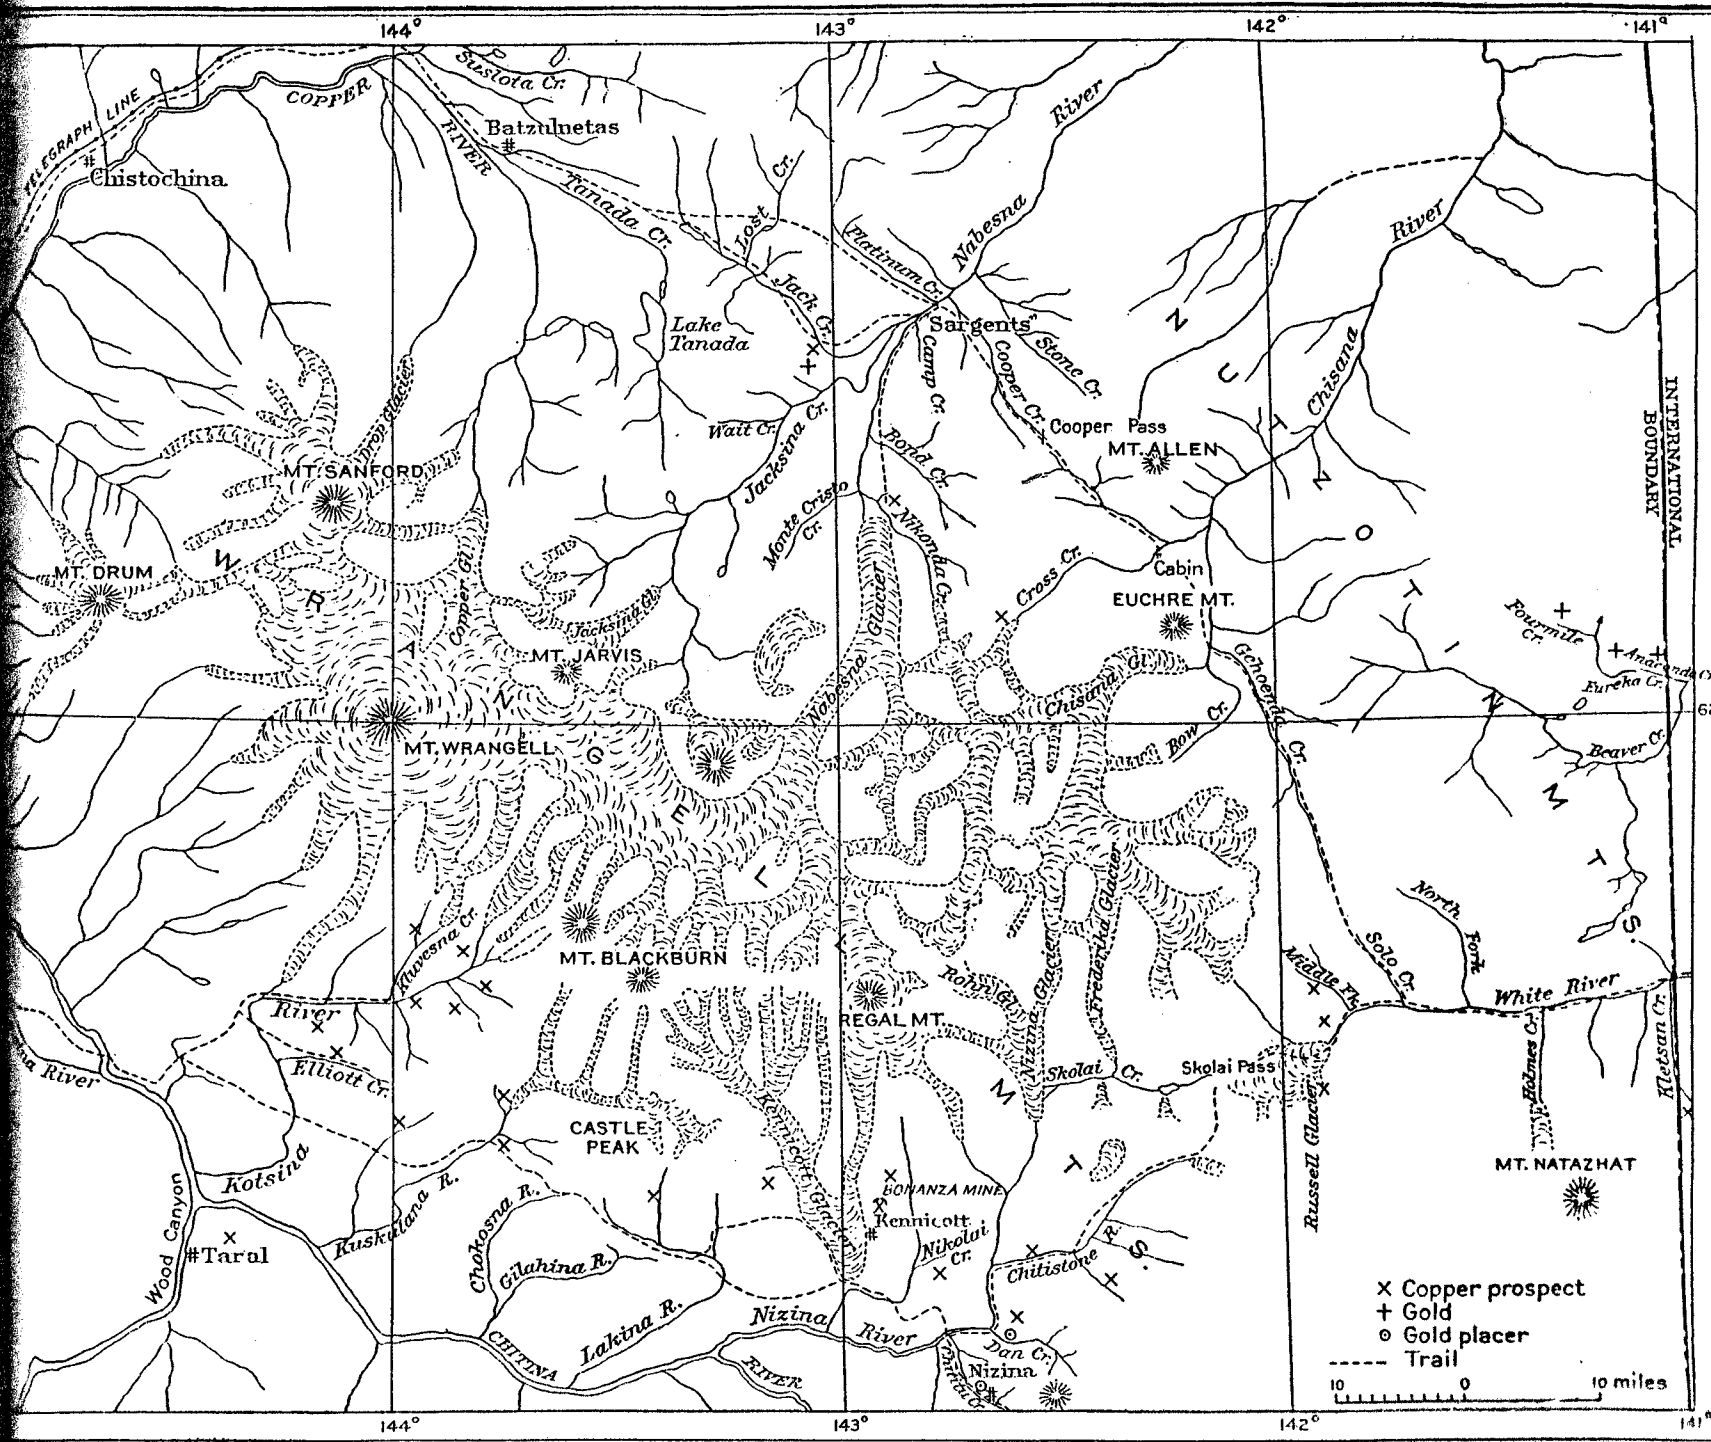 144°
143°
142°
141°
Suslota Cr.
TELEGRAPH LINE
COPPER
RIVER
Batzulnetas
Chistochina
Tanada Cr.
Lost Cr.
Jack Cr.
Platinum Cr.
Nabesna
River
River
Chisana
Lake
Tanada
Sargents
Camp Cr.
Cooper Cr.
Stone Cr.
Wait Cr.
Jacksina Cr.
Cooper Pass
MT. ALLEN
Bond Cr.
Monte Cristo
Cr.
Nikonda Cr.
Drop Glacier
MT. SANFORD
MT. DRUM
Copper Gl.
Jacksina Gl.
MT. JARVIS
Nabesna Glacier
Cross Cr.
Cabin
EUCHRE MT.
Chisana Gl.
Gehoenda Cr.
Bow Cr.
NUTZOTIN MTS.
INTERNATIONAL
BOUNDARY
Fourmile
Cr.
Anaconda Cr.
Eureka Cr.
Beaver Cr.
WRANGELL MTS.
MT. WRANGELL
MT. BLACKBURN
Kluvesna Cr.
River
Elliott Cr.
REGAL MT.
Rohn Gl.
Nizina Glacier
Frederika Glacier
Skolai Cr.
Skolai Pass
Russell Glacier
Middle Fk.
Solo Cr.
North
Fork
White River
Holmes Cr.
Kletsan Cr.
MT. NATAZHAT
River
CASTLE
PEAK
Kennicott Glacier
BONANZA MINE
Kennicott
Nikolai
Cr.
Chitistone R.
Kotsina
Kuskulana R.
Wood Canyon
Taral
Chokosna R.
Gilahina R.
Lakina R.
CHITINA
RIVER
Nizina
River
Dan Cr.
Nizina
Chititu Cr.
x Copper prospect
+ Gold
⊙ Gold placer
----- Trail
10 0 10 miles
144°
143°
142°
141°